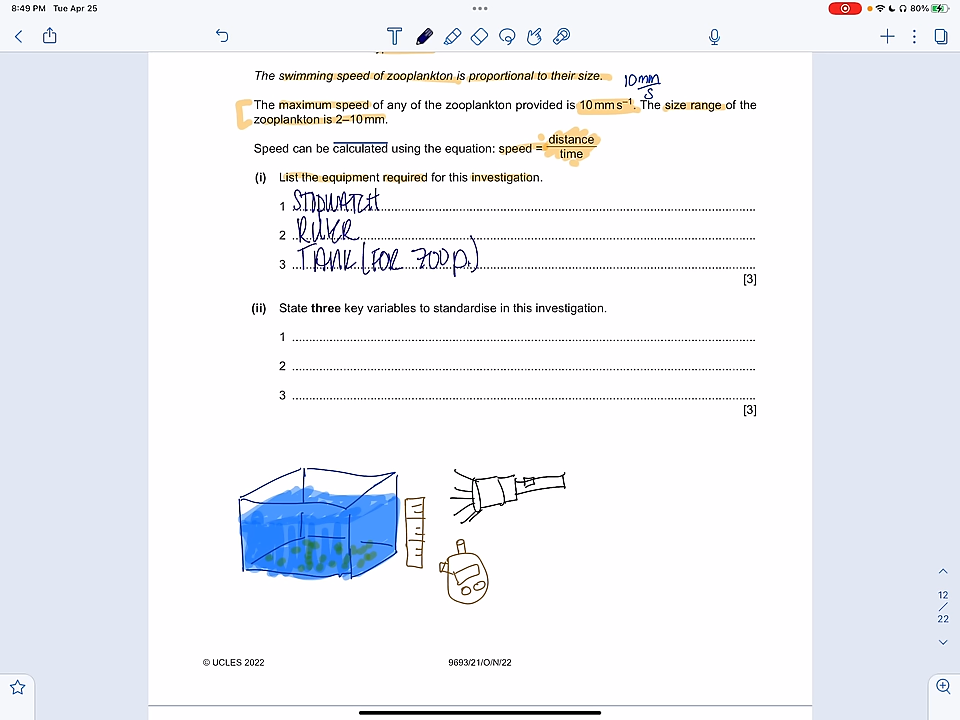 8:49 PM Tue Apr 25
80%
The swimming speed of zooplankton is proportional to their size.
10mm
s
The maximum speed of any of the zooplankton provided is 10 mm s⁻¹. The size range of the
zooplankton is 2–10 mm.
Speed can be calculated using the equation: speed = distance
time
(i) List the equipment required for this investigation.
1 STOPWATCH
2 RULER
3 TANK (FOR ZOOP.)
[3]
(ii) State three key variables to standardise in this investigation.
1
2
3
[3]
12
/
22
© UCLES 2022 9693/21/O/N/22